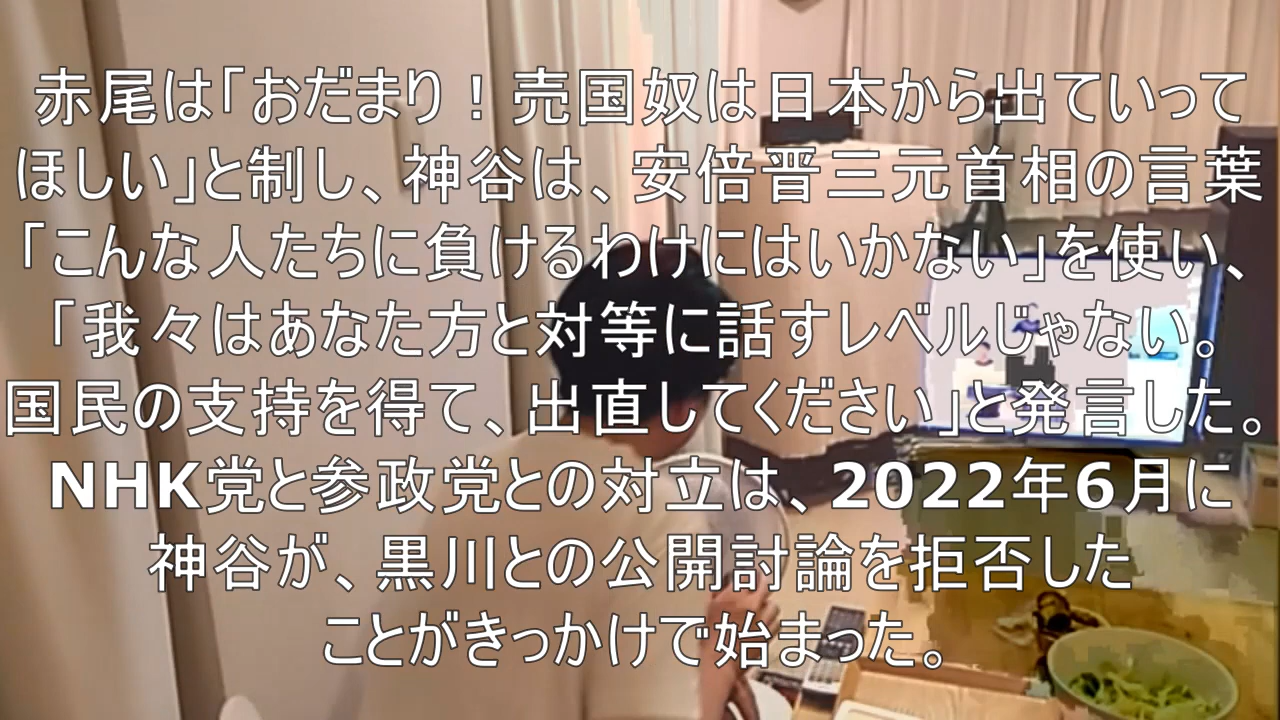 赤尾は「おだまり！売国奴は日本から出ていって
ほしい」と制し、神谷は、安倍晋三元首相の言葉
「こんな人たちに負けるわけにはいかない」を使い、
「我々はあなた方と対等に話すレベルじゃない。
国民の支持を得て、出直してください」と発言した。
NHK党と参政党との対立は、2022年6月に
神谷が、黒川との公開討論を拒否した
ことがきっかけで始まった。